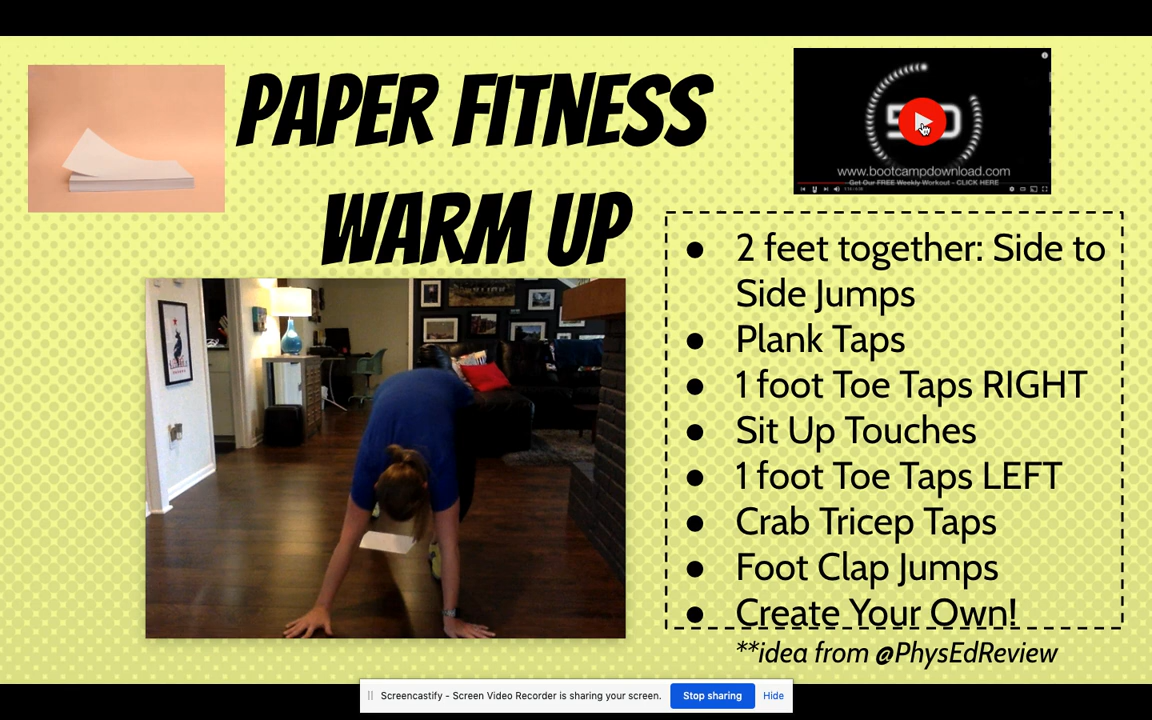 PAPER FITNESS
WARM UP
www.bootcampdownload.com
Get Our FREE Weekly Workout - CLICK HERE
● 2 feet together: Side to
Side Jumps
● Plank Taps
● 1 foot Toe Taps RIGHT
● Sit Up Touches
● 1 foot Toe Taps LEFT
● Crab Tricep Taps
● Foot Clap Jumps
● Create Your Own!
**idea from @PhysEdReview
Screencastify - Screen Video Recorder is sharing your screen.
Stop sharing
Hide